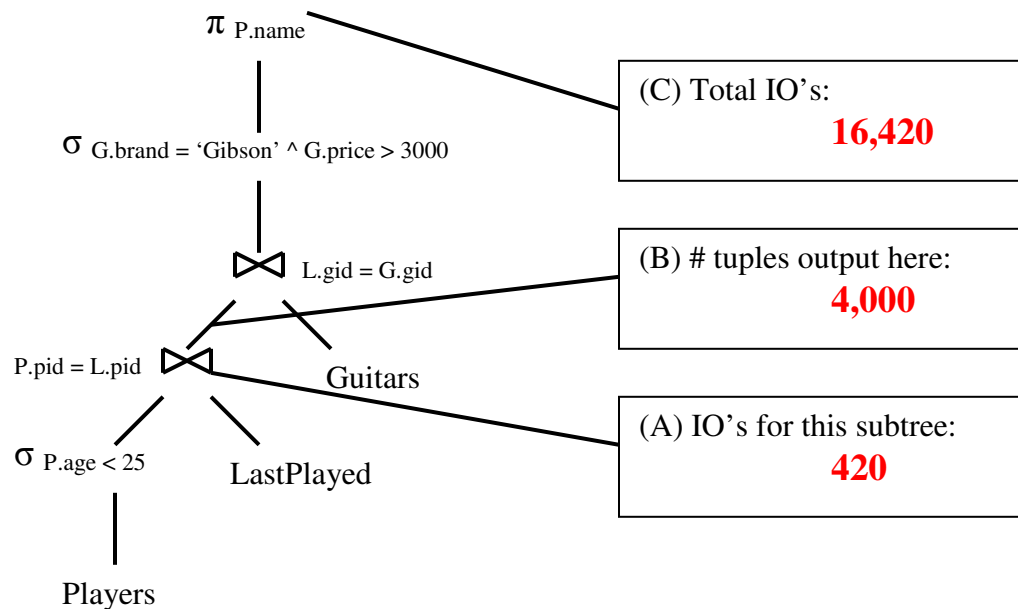 π P.name
(C) Total IO’s:
16,420
σ G.brand = ‘Gibson’ ^ G.price > 3000
(B) # tuples output here:
4,000
L.gid = G.gid
P.pid = L.pid
Guitars
(A) IO’s for this subtree:
420
σ P.age < 25
LastPlayed
Players